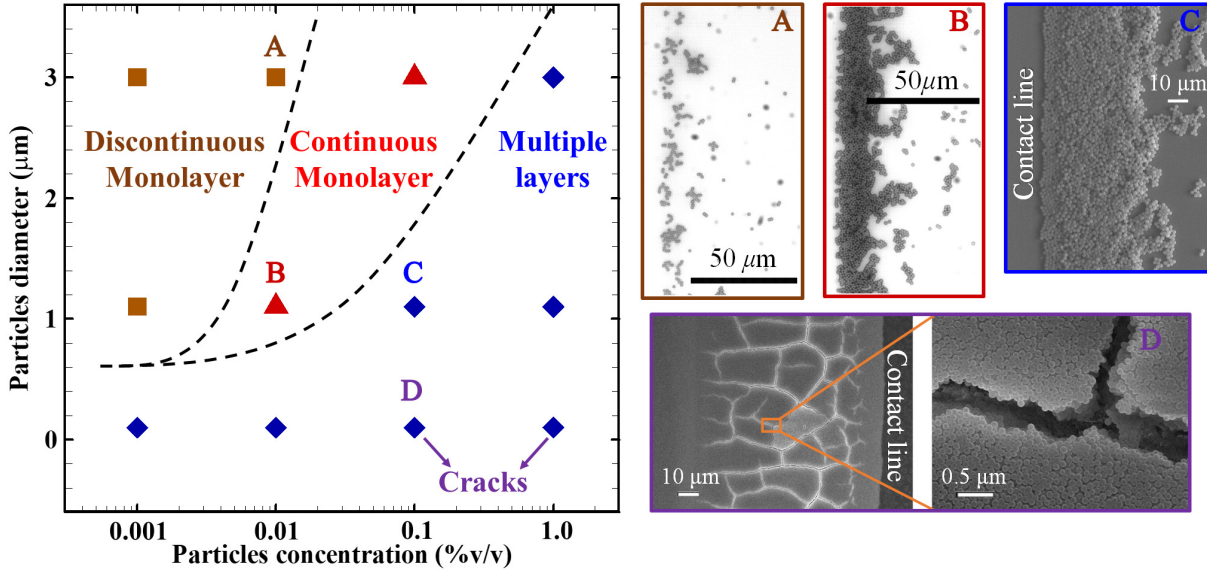 Particles diameter (μm)
3
2
1
0
A
Discontinuous
Monolayer
Continuous
Monolayer
Multiple
layers
B
C
D
Cracks
0.001
0.01
0.1
1.0
Particles concentration (%v/v)
A
50 μm
B
50μm
C
Contact line
10 μm
D
Contact line
10 μm
0.5 μm